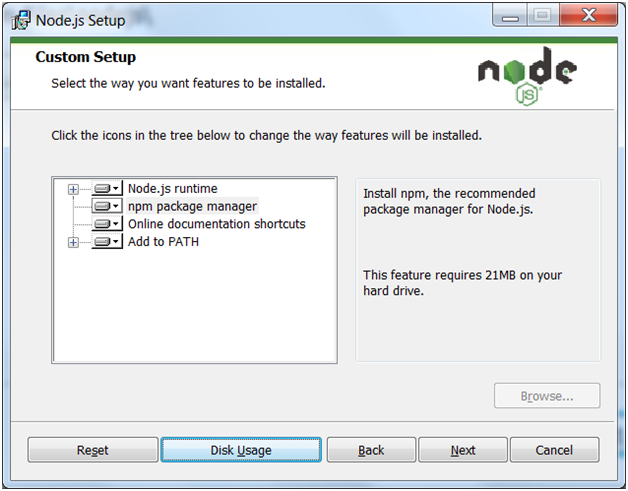 Node.js Setup
Custom Setup
Select the way you want features to be installed.
node
JS
Click the icons in the tree below to change the way features will be installed.
Node.js runtime
npm package manager
Online documentation shortcuts
Add to PATH
Install npm, the recommended
package manager for Node.js.
This feature requires 21MB on your
hard drive.
Browse...
Reset
Disk Usage
Back
Next
Cancel